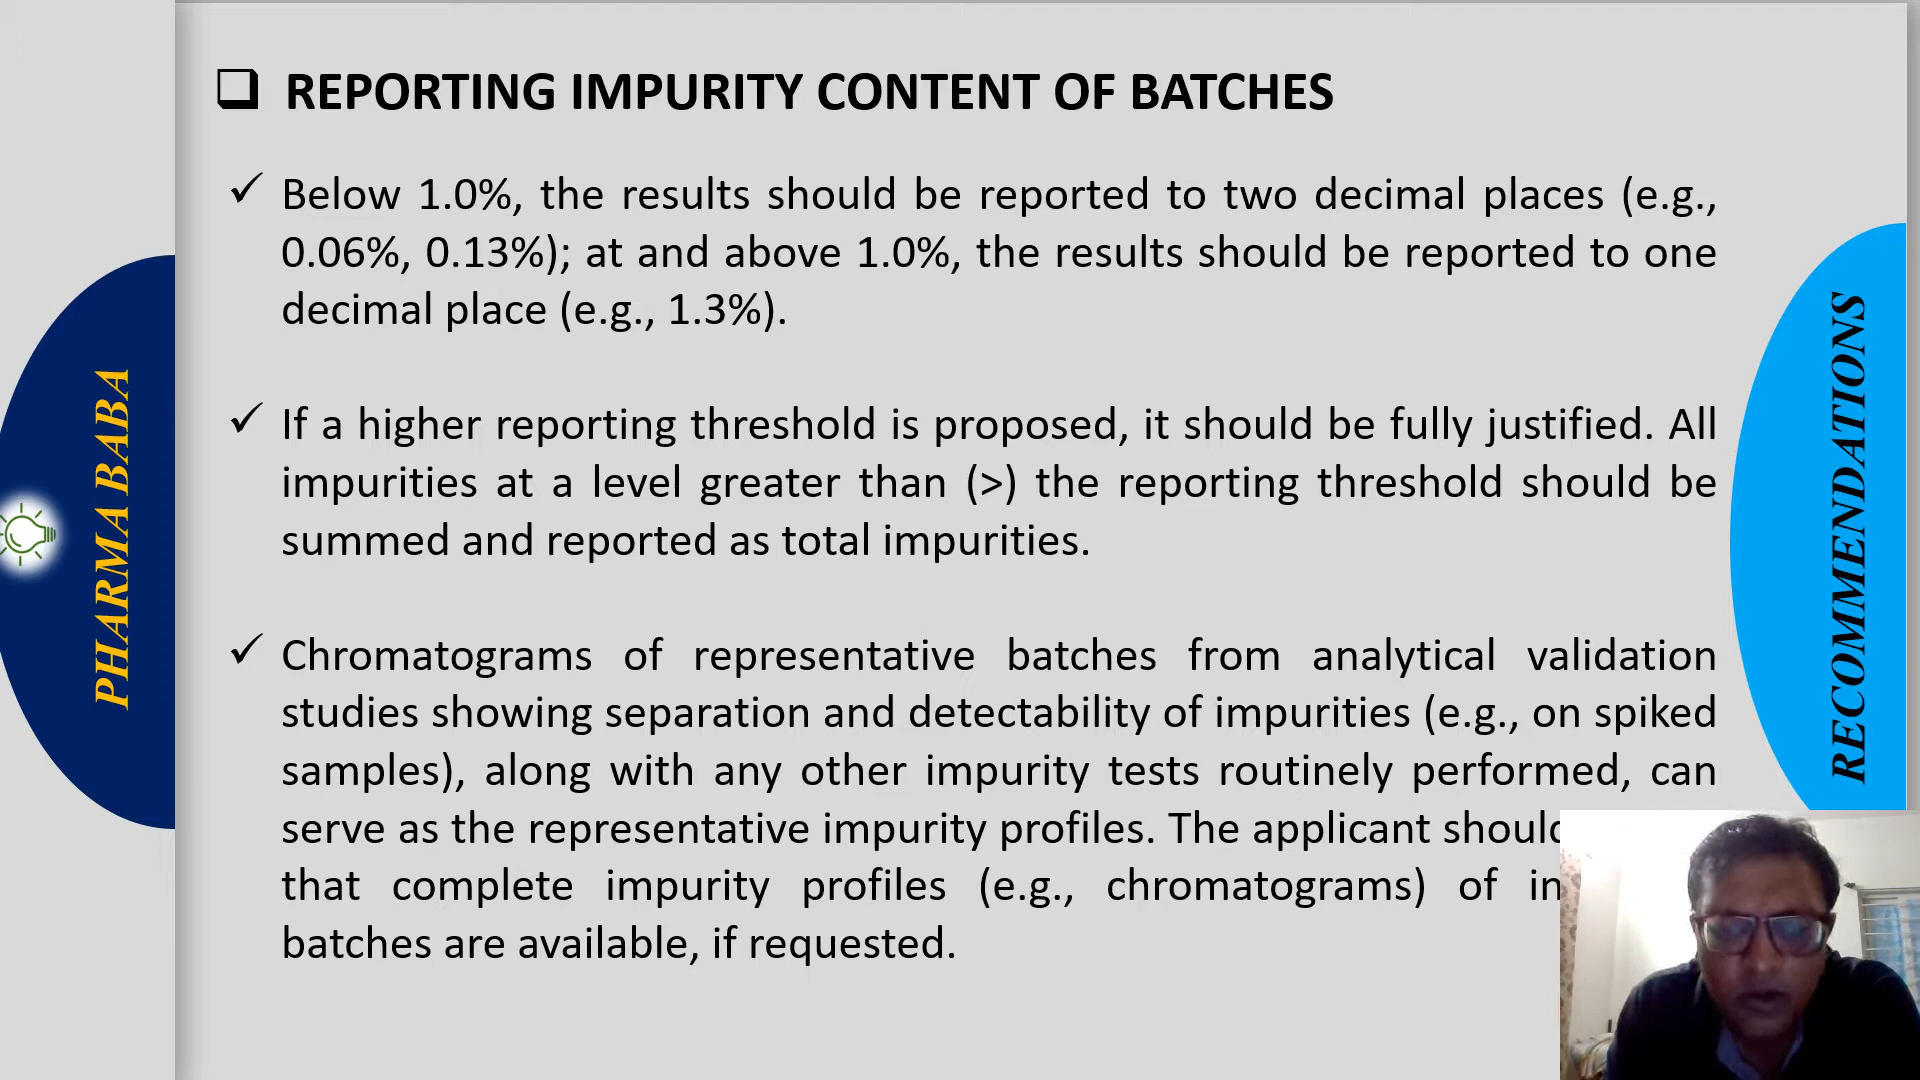 REPORTING IMPURITY CONTENT OF BATCHES
Below 1.0%, the results should be reported to two decimal places (e.g.,
0.06%, 0.13%); at and above 1.0%, the results should be reported to one
decimal place (e.g., 1.3%).
If a higher reporting threshold is proposed, it should be fully justified. All
impurities at a level greater than (>) the reporting threshold should be
summed and reported as total impurities.
Chromatograms of representative batches from analytical validation
studies showing separation and detectability of impurities (e.g., on spiked
samples), along with any other impurity tests routinely performed, can
serve as the representative impurity profiles. The applicant should
that complete impurity profiles (e.g., chromatograms) of
batches are available, if requested.
PHARMA BABA
RECOMMENDATIONS